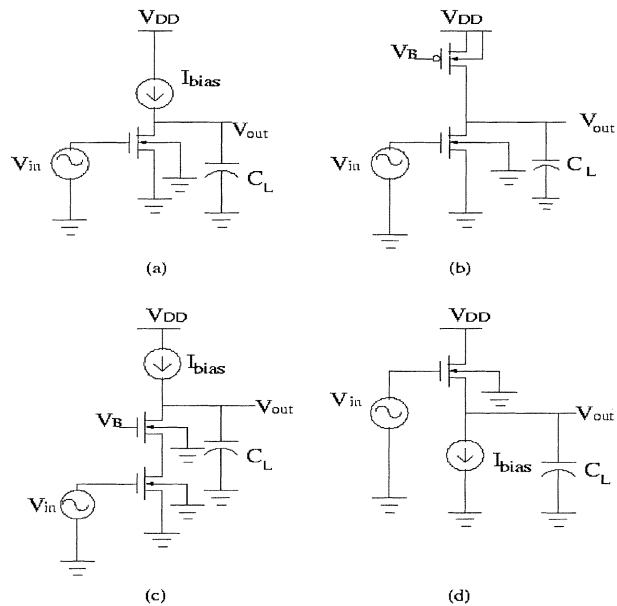 VDD
Ibias
Vin
Vout
CL
(a)
VDD
VB
Vin
Vout
CL
(b)
VDD
Ibias
VB
Vout
CL
Vin
(c)
VDD
Vin
Vout
Ibias
CL
(d)